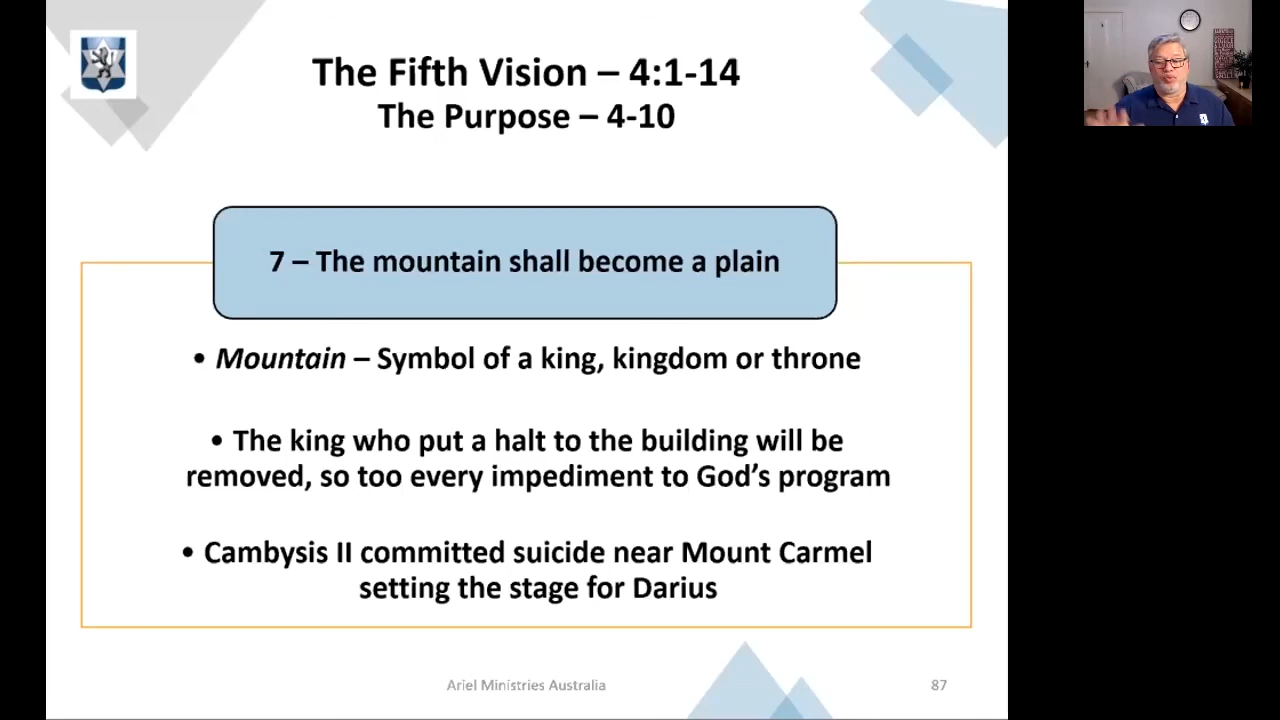 The Fifth Vision – 4:1-14
The Purpose – 4-10
7 – The mountain shall become a plain
• Mountain – Symbol of a king, kingdom or throne
• The king who put a halt to the building will be
removed, so too every impediment to God’s program
• Cambysis II committed suicide near Mount Carmel
setting the stage for Darius
Ariel Ministries Australia
87